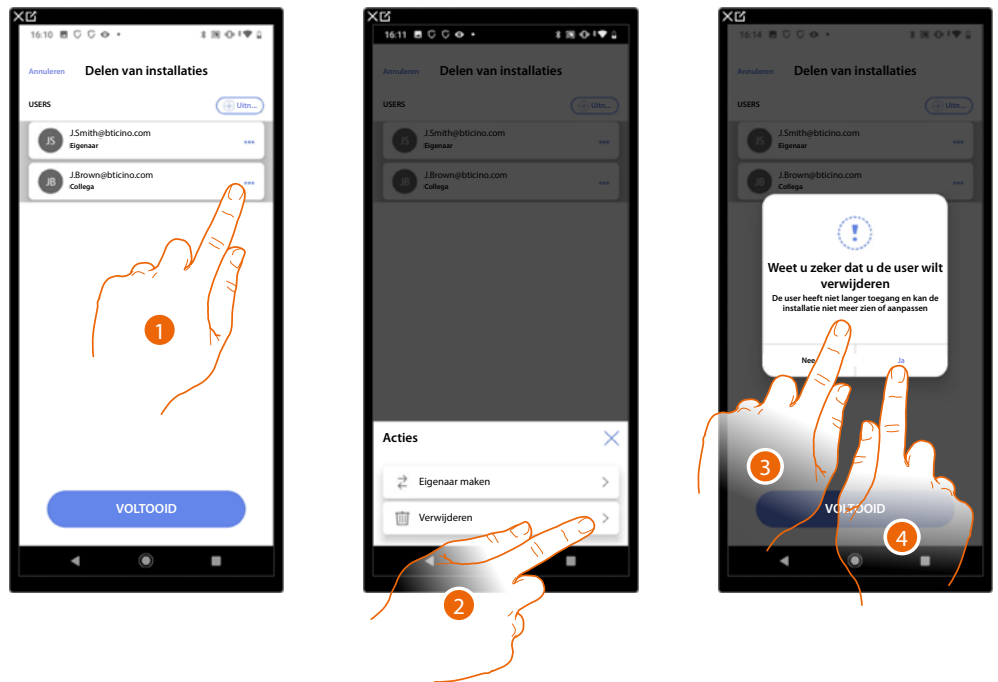 16:10
Annuleren Delen van installaties
USERS Uitn...
JS J.Smith@bticino.com
Eigenaar
JB J.Brown@bticino.com
Collega
1
VOLTOOID
16:11
Annuleren Delen van installaties
USERS Uitn...
JS J.Smith@bticino.com
Eigenaar
JB J.Brown@bticino.com
Collega
Acties
Eigenaar maken
Verwijderen
2
16:14
Annuleren Delen van installaties
USERS Uitn...
JS J.Smith@bticino.com
Eigenaar
JB J.Brown@bticino.com
Collega
Weet u zeker dat u de user wilt
verwijderen
De user heeft niet langer toegang en kan de
installatie niet meer zien of aanpassen
Nee Ja
3
VOLTOOID
4